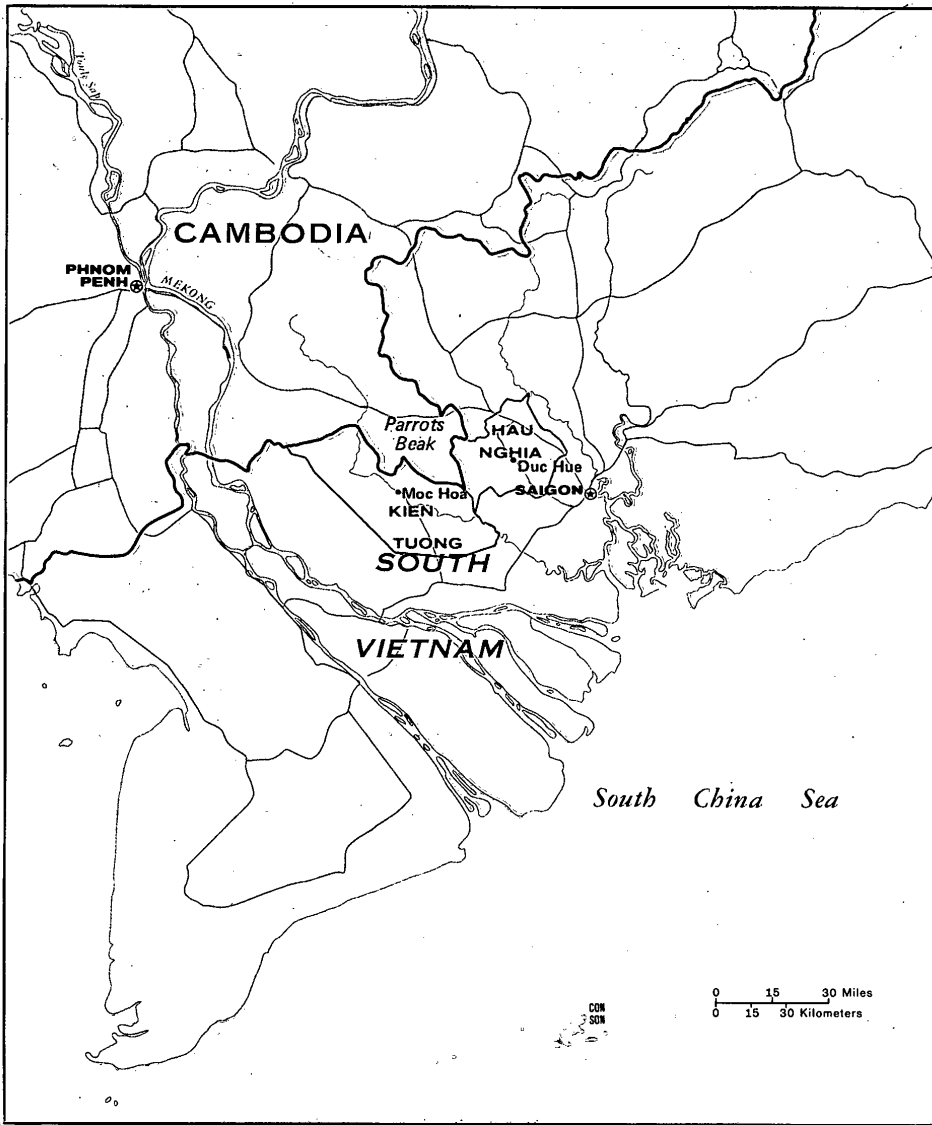 Tonle Sap
CAMBODIA
PHNOM
PENH
MEKONG
Parrots
Beak
HAU
NGHIA
Duc Hue
SAIGON
Moc Hoa
KIEN
TUONG
SOUTH
VIETNAM
South China Sea
CON
SON
0 15 30 Miles
0 15 30 Kilometers